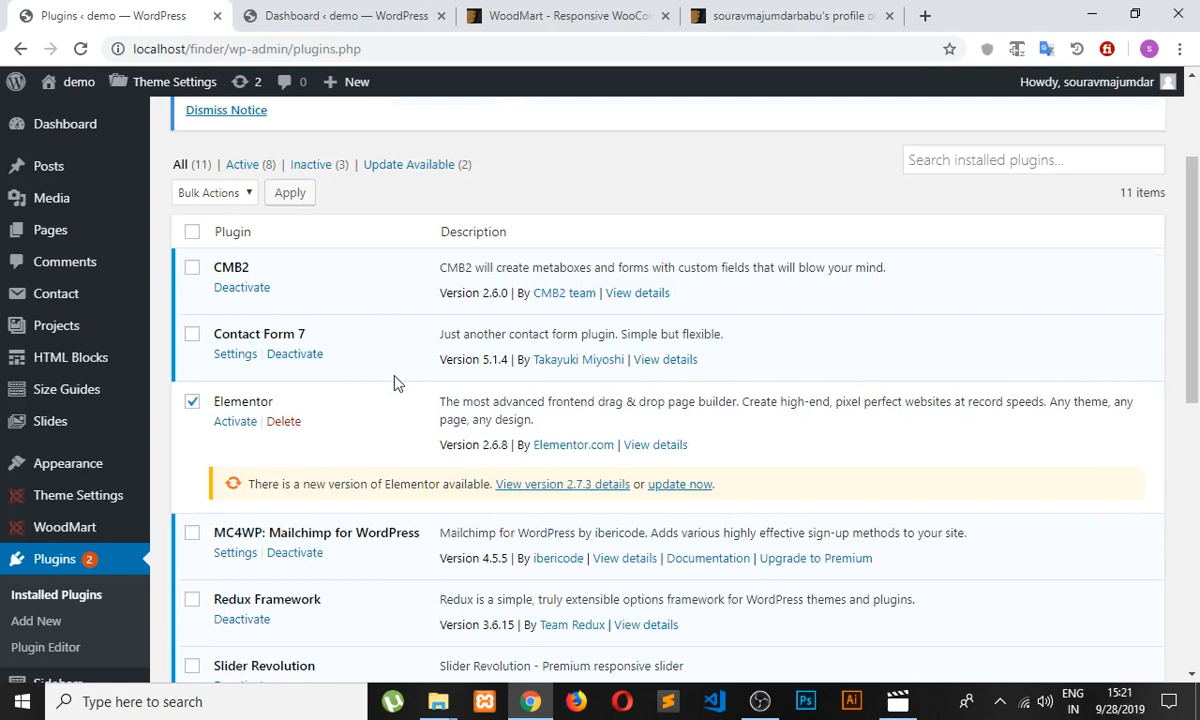 Plugins ‹ demo — WordPress
Dashboard ‹ demo — WordPress
WoodMart - Responsive WooCo
souravmajumdarbabu's profile o
localhost/finder/wp-admin/plugins.php
S
demo
Theme Settings
2
0
New
Howdy, souravmajumdar
Dashboard
Posts
Media
Pages
Comments
Contact
Projects
HTML Blocks
Size Guides
Slides
Appearance
Theme Settings
WoodMart
Plugins 2
Installed Plugins
Add New
Plugin Editor
Dismiss Notice
All (11) | Active (8) | Inactive (3) | Update Available (2)
Search installed plugins...
Bulk Actions
Apply
11 items
Plugin
Description
CMB2
Deactivate
CMB2 will create metaboxes and forms with custom fields that will blow your mind.
Version 2.6.0 | By CMB2 team | View details
Contact Form 7
Settings | Deactivate
Just another contact form plugin. Simple but flexible.
Version 5.1.4 | By Takayuki Miyoshi | View details
Elementor
Activate | Delete
The most advanced frontend drag & drop page builder. Create high-end, pixel perfect websites at record speeds. Any theme, any
page, any design.
Version 2.6.8 | By Elementor.com | View details
There is a new version of Elementor available. View version 2.7.3 details or update now.
MC4WP: Mailchimp for WordPress
Settings | Deactivate
Mailchimp for WordPress by ibericode. Adds various highly effective sign-up methods to your site.
Version 4.5.5 | By ibericode | View details | Documentation | Upgrade to Premium
Redux Framework
Deactivate
Redux is a simple, truly extensible options framework for WordPress themes and plugins.
Version 3.6.15 | By Team Redux | View details
Slider Revolution
Slider Revolution - Premium responsive slider
Type here to search
Ps
Ai
ENG
IN
15:21
9/28/2019